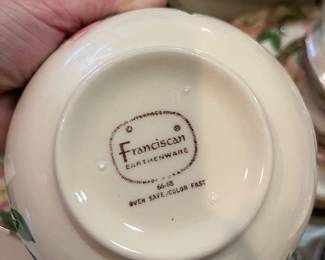 ®
Franciscan
EARTHENWARE
OVEN SAFE/COLOR FAST